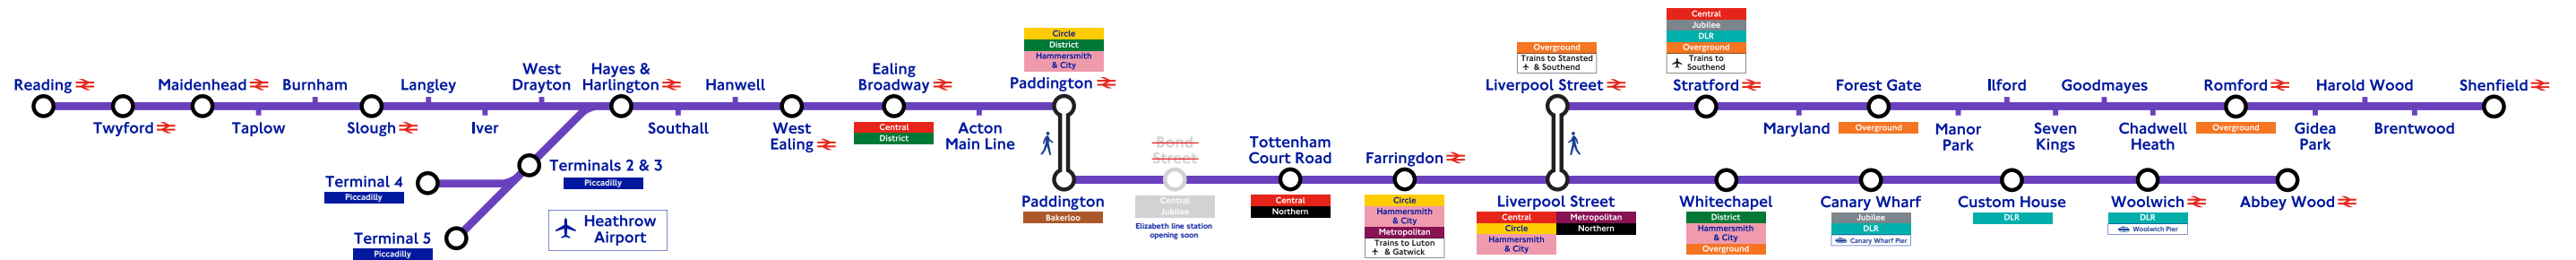 Reading
Twyford
Maidenhead
Taplow
Burnham
Slough
Langley
Iver
West
Drayton
Hayes &
Harlington
Southall
Hanwell
West
Ealing
Ealing
Broadway
Central
District
Acton
Main Line
Circle
District
Hammersmith
& City
Paddington
Terminals 2 & 3
Piccadilly
Terminal 4
Piccadilly
Terminal 5
Piccadilly
Heathrow
Airport
Paddington
Bakerloo
Bond
Street
Central
Jubilee
Elizabeth line station
opening soon
Tottenham
Court Road
Central
Northern
Farringdon
Circle
Hammersmith
& City
Metropolitan
Trains to Luton
& Gatwick
Overground
Trains to Stansted
& Southend
Liverpool Street
Liverpool Street
Central
Circle
Hammersmith
& City
Metropolitan
Northern
Central
Jubilee
DLR
Overground
Trains to
Southend
Stratford
Maryland
Forest Gate
Overground
Manor
Park
Ilford
Seven
Kings
Goodmayes
Chadwell
Heath
Romford
Overground
Gidea
Park
Harold Wood
Brentwood
Shenfield
Whitechapel
District
Hammersmith
& City
Overground
Canary Wharf
Jubilee
DLR
Canary Wharf Pier
Custom House
DLR
Woolwich
DLR
Woolwich Pier
Abbey Wood